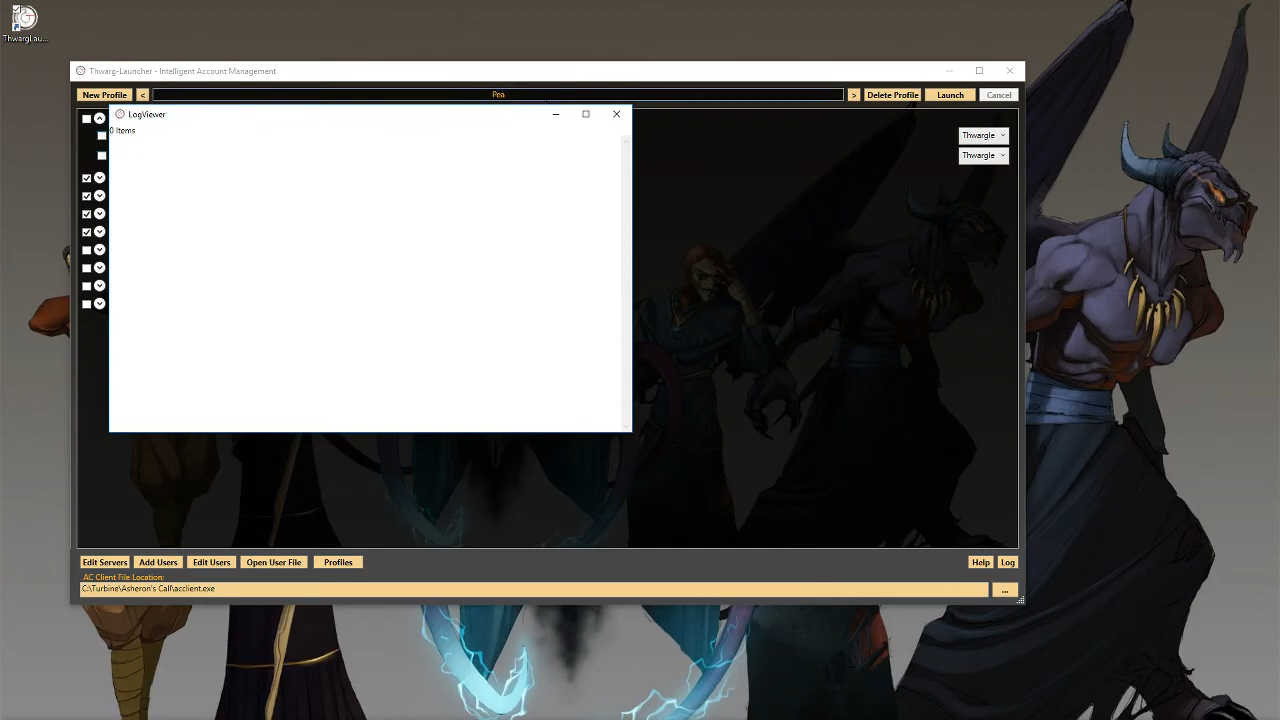 ThwargLau...
Thwarg-Launcher - Intelligent Account Management
New Profile
<
Pea
>
Delete Profile
Launch
Cancel
LogViewer
0 Items
Thwargle
Thwargle
Edit Servers
Add Users
Edit Users
Open User File
Profiles
Help
Log
AC Client File Location:
C:\Turbine\Asheron's Call\acclient.exe
...